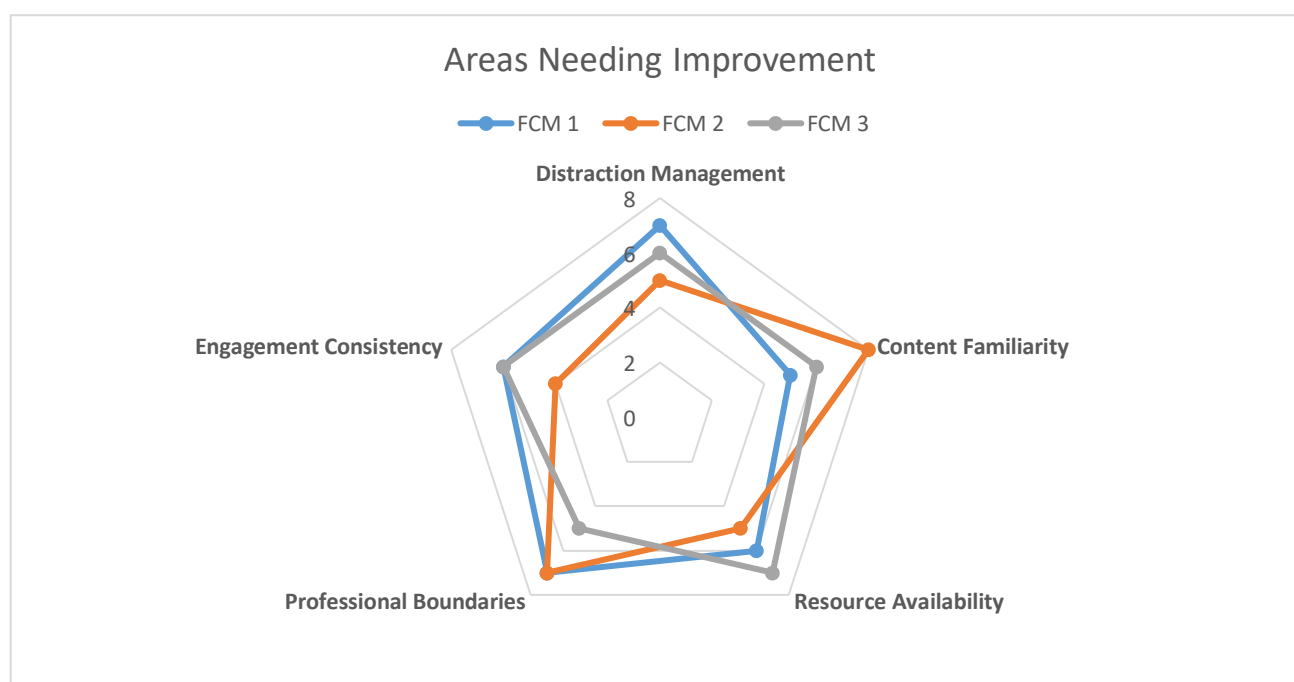 Areas Needing Improvement
FCM 1 FCM 2 FCM 3
Distraction Management
8
6
Engagement Consistency Content Familiarity
4
2
0
Professional Boundaries Resource Availability